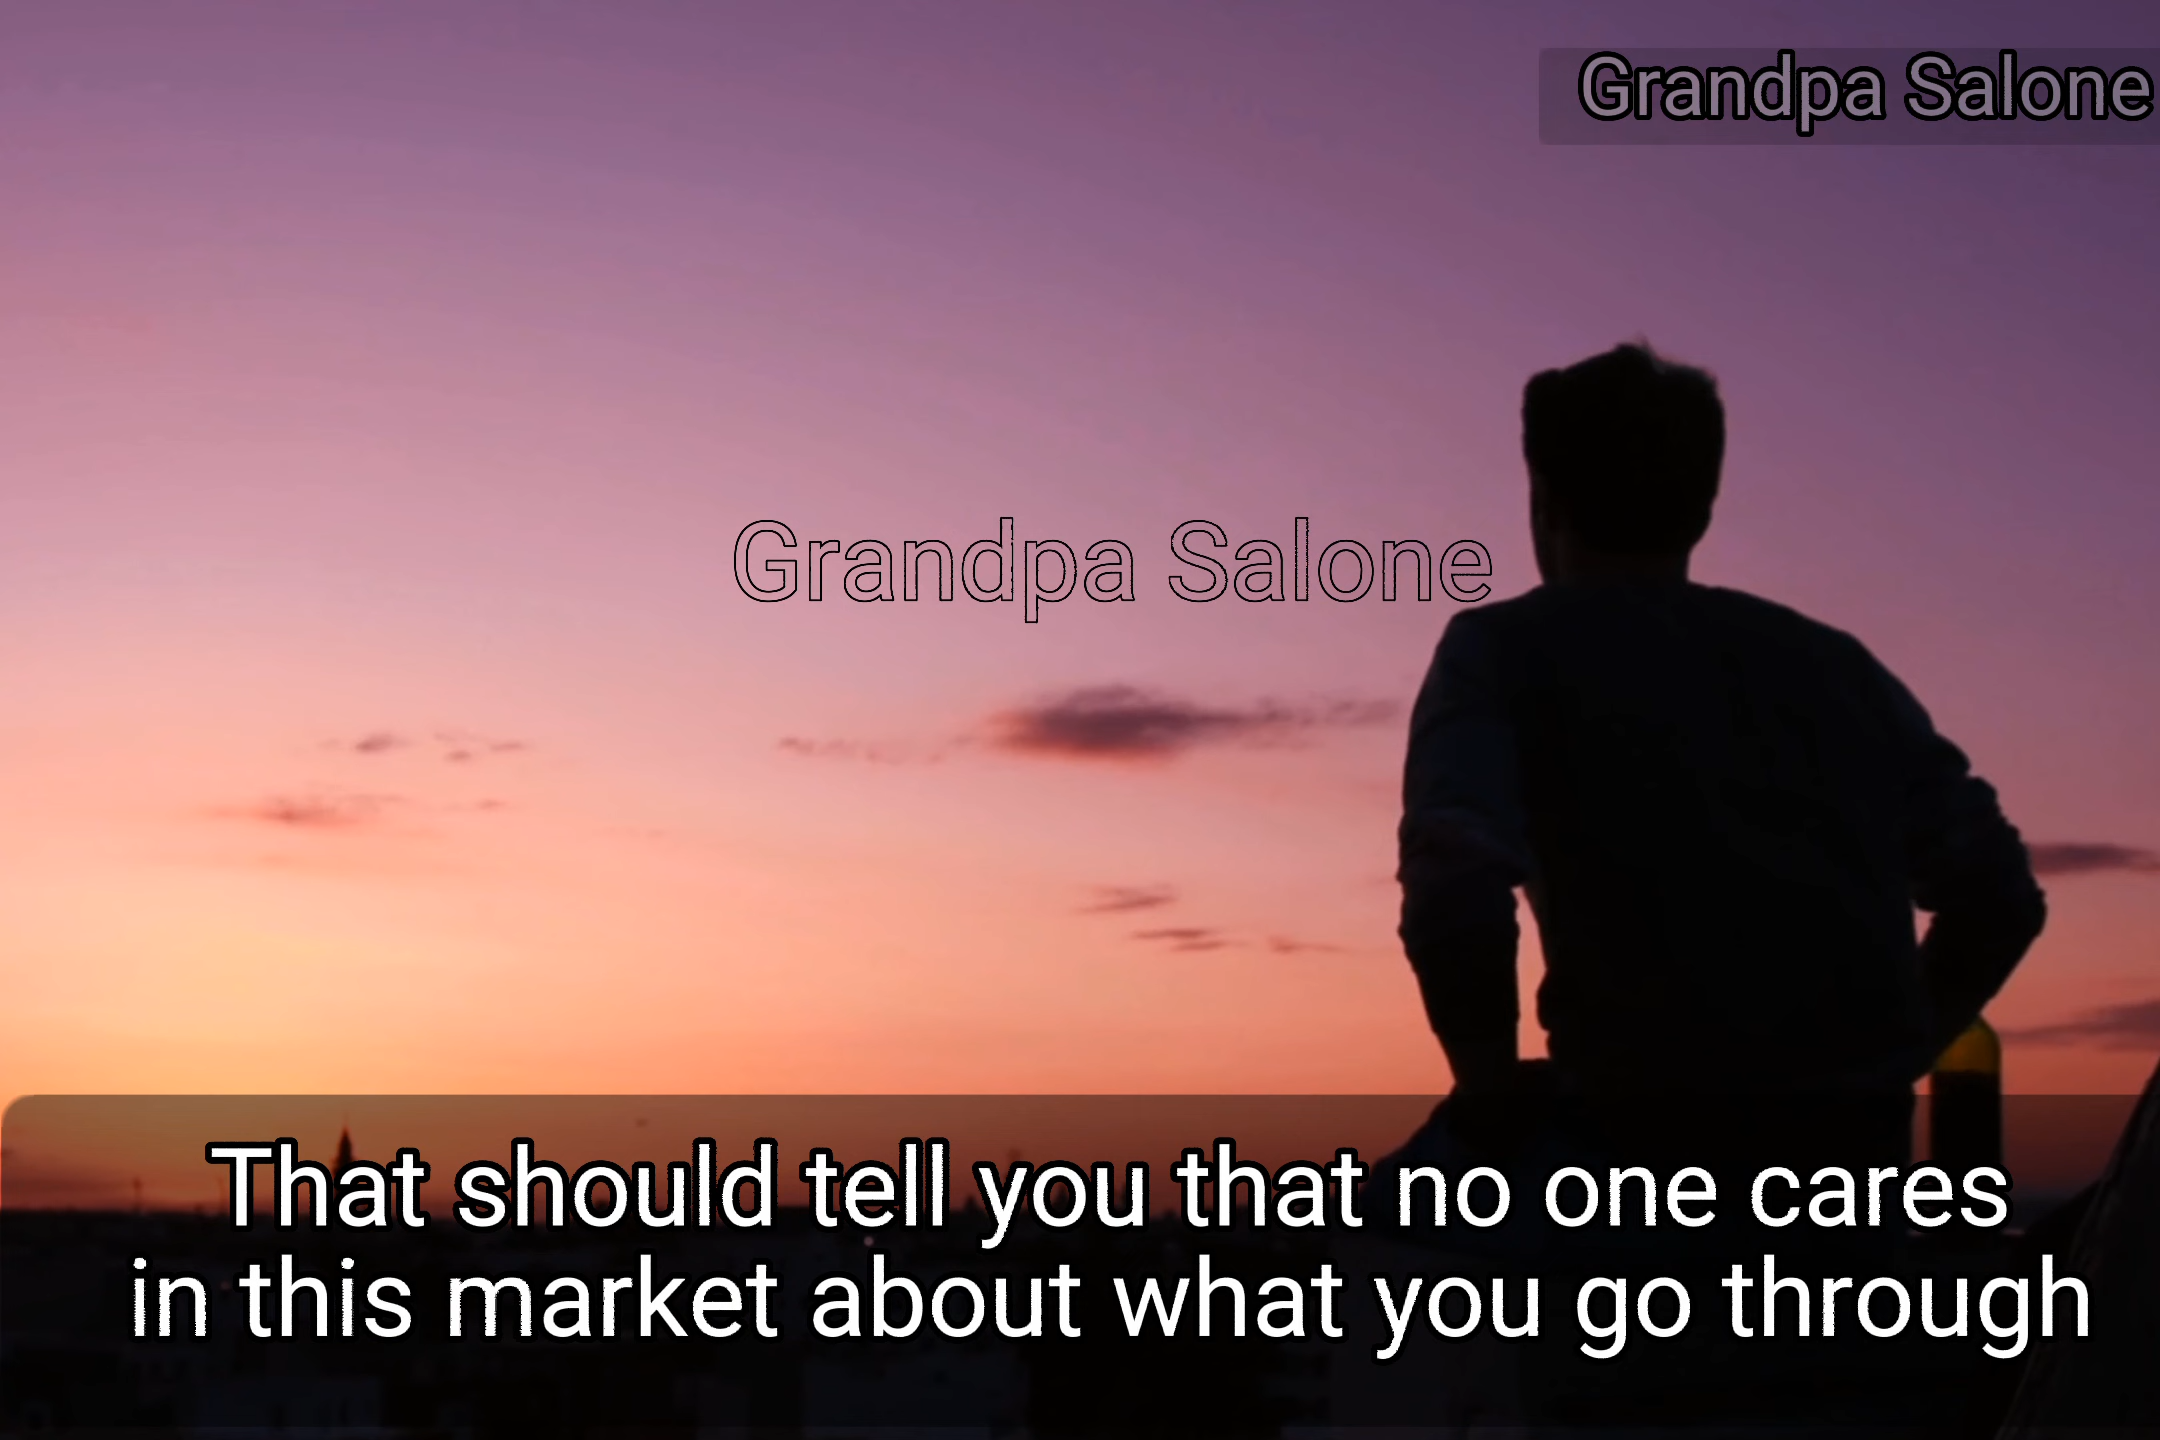 Grandpa Salone
Grandpa Salone
That should tell you that no one cares
in this market about what you go through